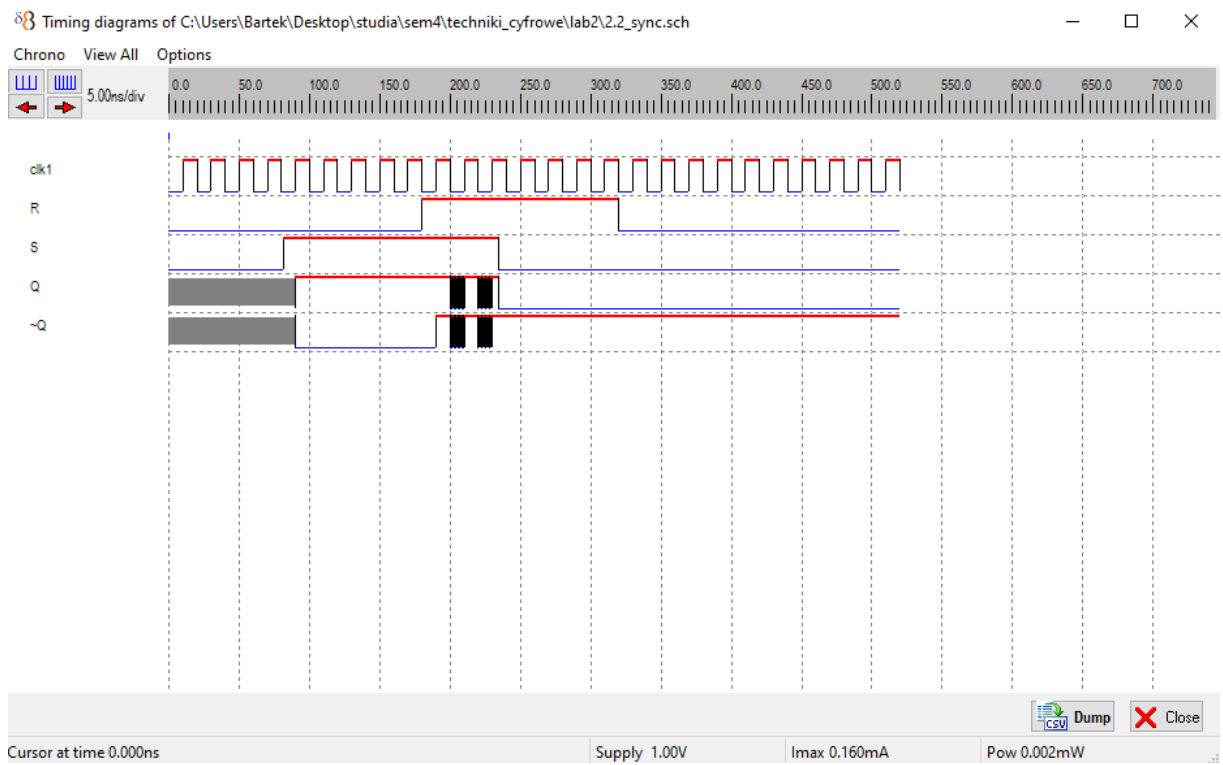 Timing diagrams of C:\Users\Bartek\Desktop\studia\sem4\techniki_cyfrowe\lab2\2.2_sync.sch
Chrono View All Options
5.00ns/div
0.0 50.0 100.0 150.0 200.0 250.0 300.0 350.0 400.0 450.0 500.0 550.0 600.0 650.0 700.0
clk1
R
S
Q
~Q
CSV Dump Close
Cursor at time 0.000ns Supply 1.00V Imax 0.160mA Pow 0.002mW